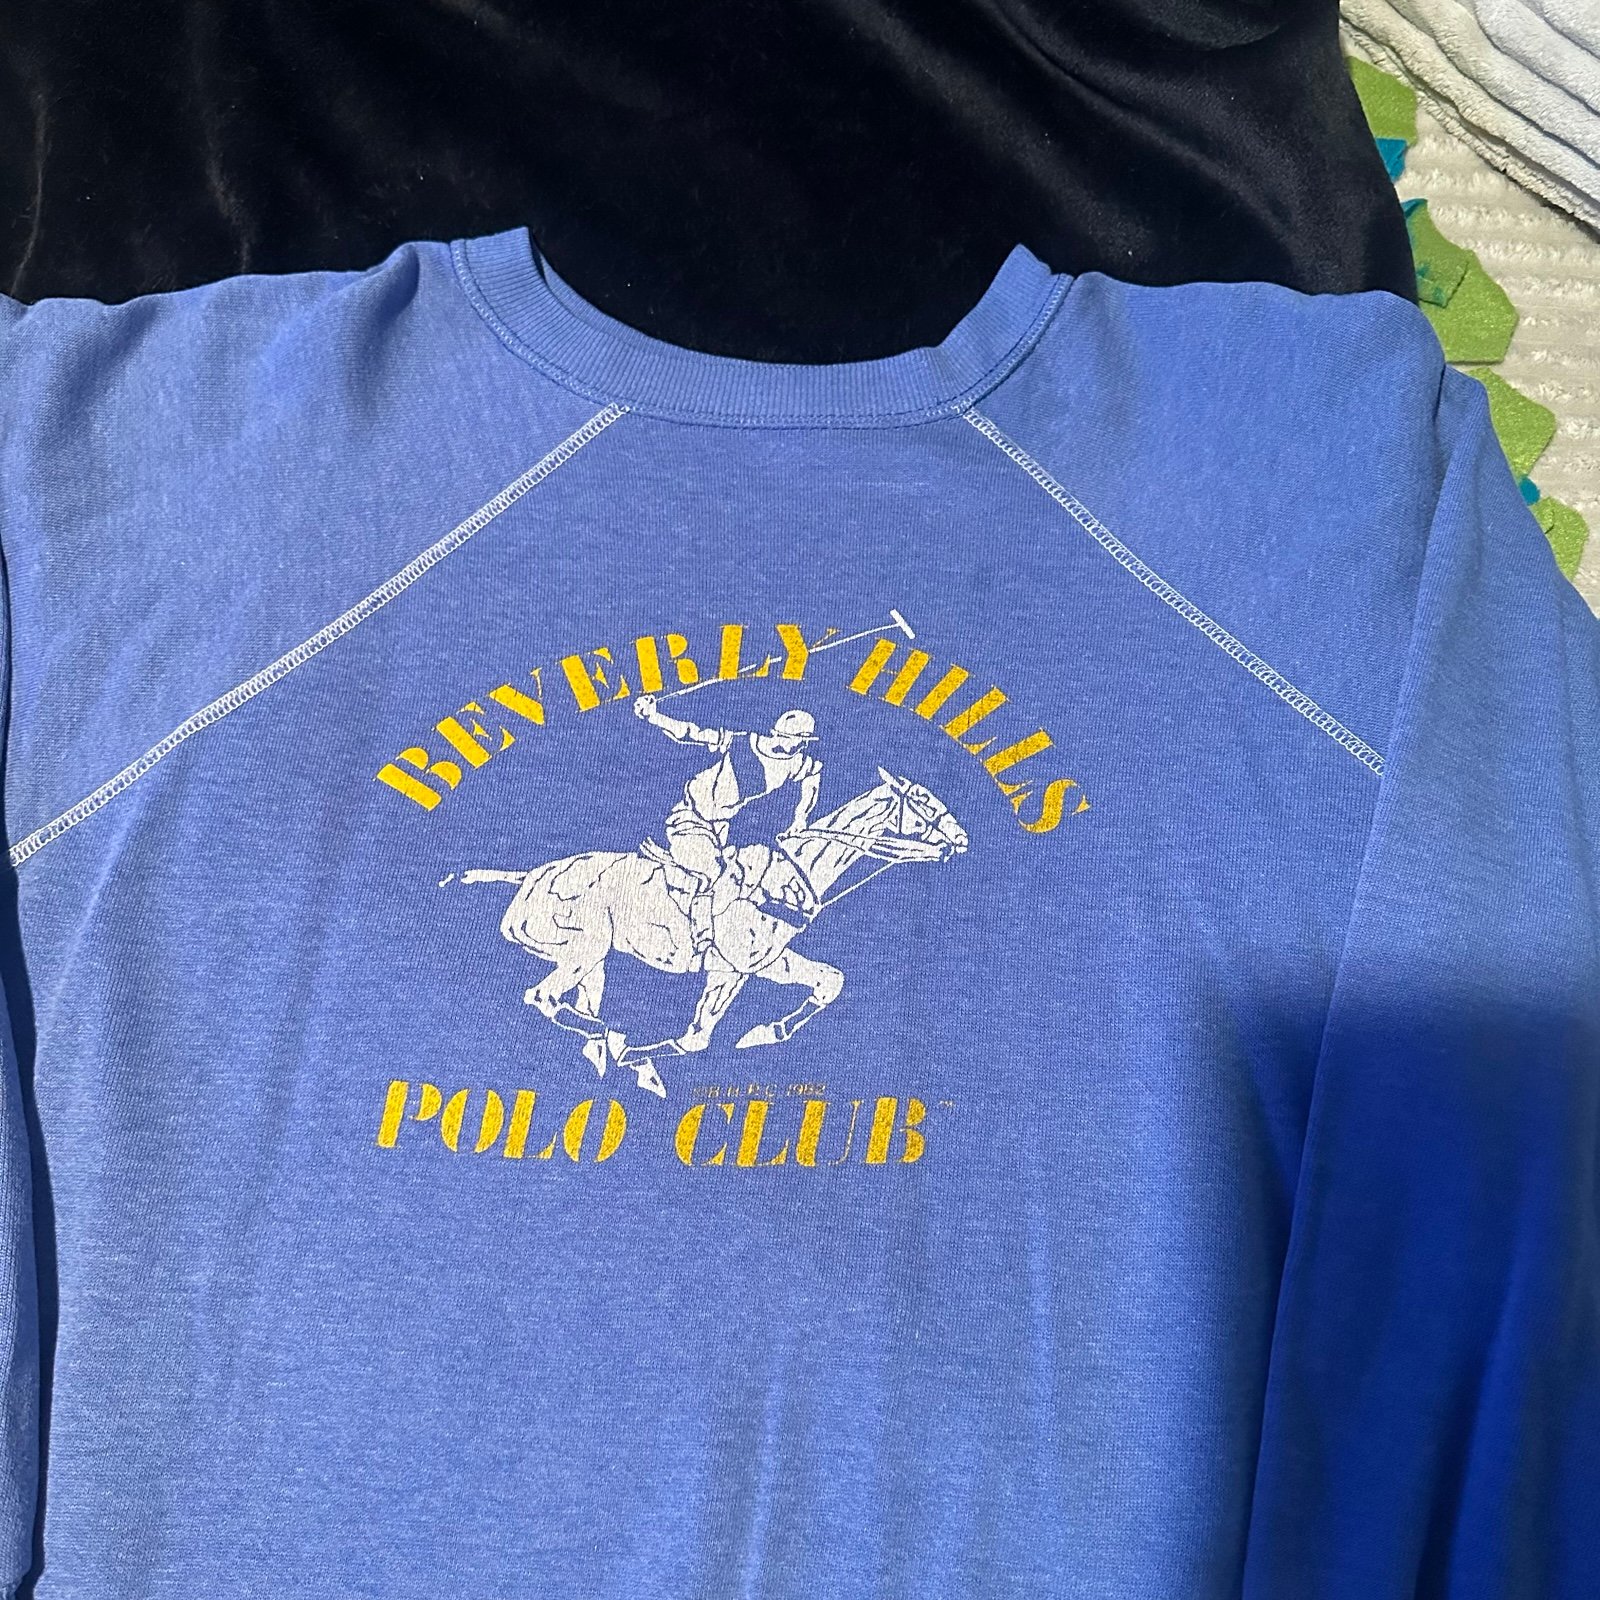 BEVERLY HILLS
©B.H.P.C. 1982
POLO CLUB™